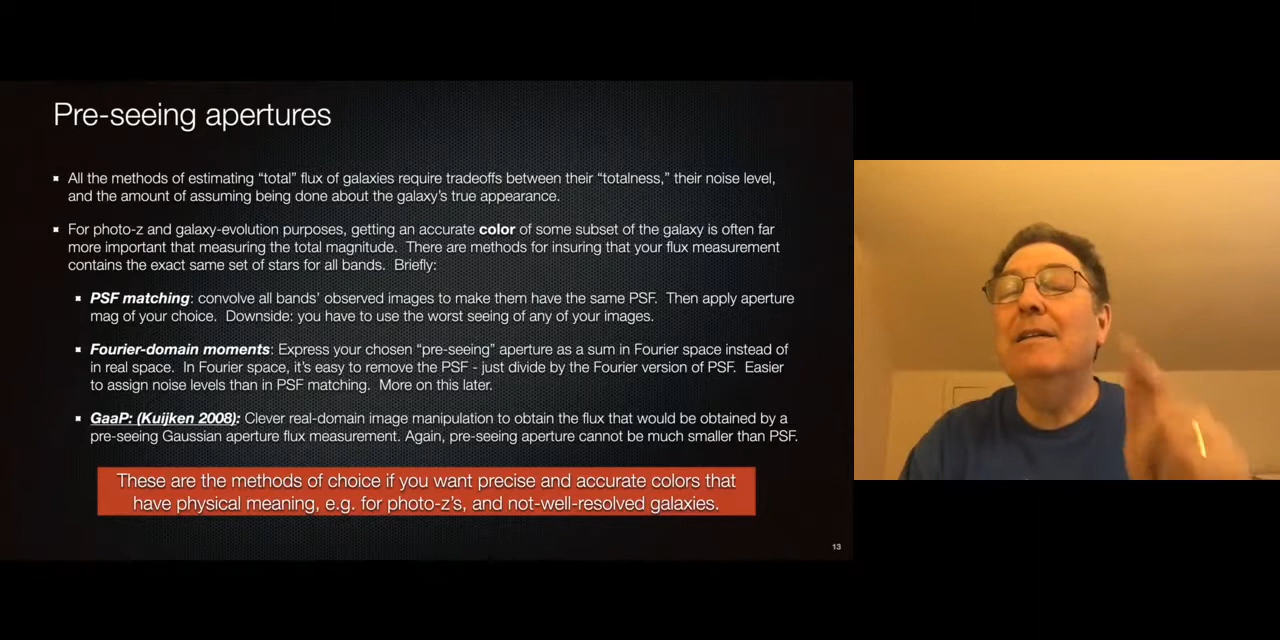 Pre-seeing apertures
▪ All the methods of estimating “total” flux of galaxies require tradeoffs between their “totalness,” their noise level,
and the amount of assuming being done about the galaxy’s true appearance.
▪ For photo-z and galaxy-evolution purposes, getting an accurate color of some subset of the galaxy is often far
more important that measuring the total magnitude. There are methods for insuring that your flux measurement
contains the exact same set of stars for all bands. Briefly:
▪ PSF matching: convolve all bands’ observed images to make them have the same PSF. Then apply aperture
mag of your choice. Downside: you have to use the worst seeing of any of your images.
▪ Fourier-domain moments: Express your chosen “pre-seeing” aperture as a sum in Fourier space instead of
in real space. In Fourier space, it’s easy to remove the PSF - just divide by the Fourier version of PSF. Easier
to assign noise levels than in PSF matching. More on this later.
▪ GaaP: (Kuijken 2008): Clever real-domain image manipulation to obtain the flux that would be obtained by a
pre-seeing Gaussian aperture flux measurement. Again, pre-seeing aperture cannot be much smaller than PSF.
These are the methods of choice if you want precise and accurate colors that
have physical meaning, e.g. for photo-z’s, and not-well-resolved galaxies.
13